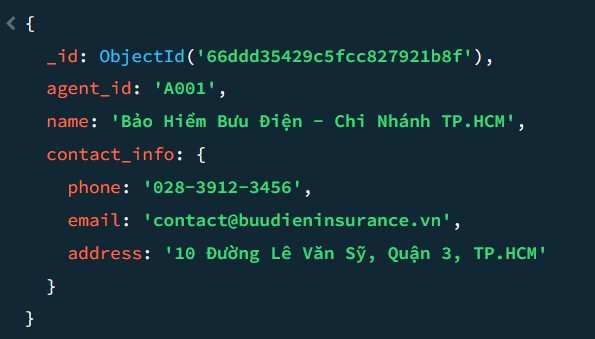 {
_id: ObjectId('66ddd35429c5fcc827921b8f'),
agent_id: 'A001',
name: 'Bảo Hiểm Bưu Điện - Chi Nhánh TP.HCM',
contact_info: {
phone: '028-3912-3456',
email: 'contact@buudieninsurance.vn',
address: '10 Đường Lê Văn Sỹ, Quận 3, TP.HCM'
}
}